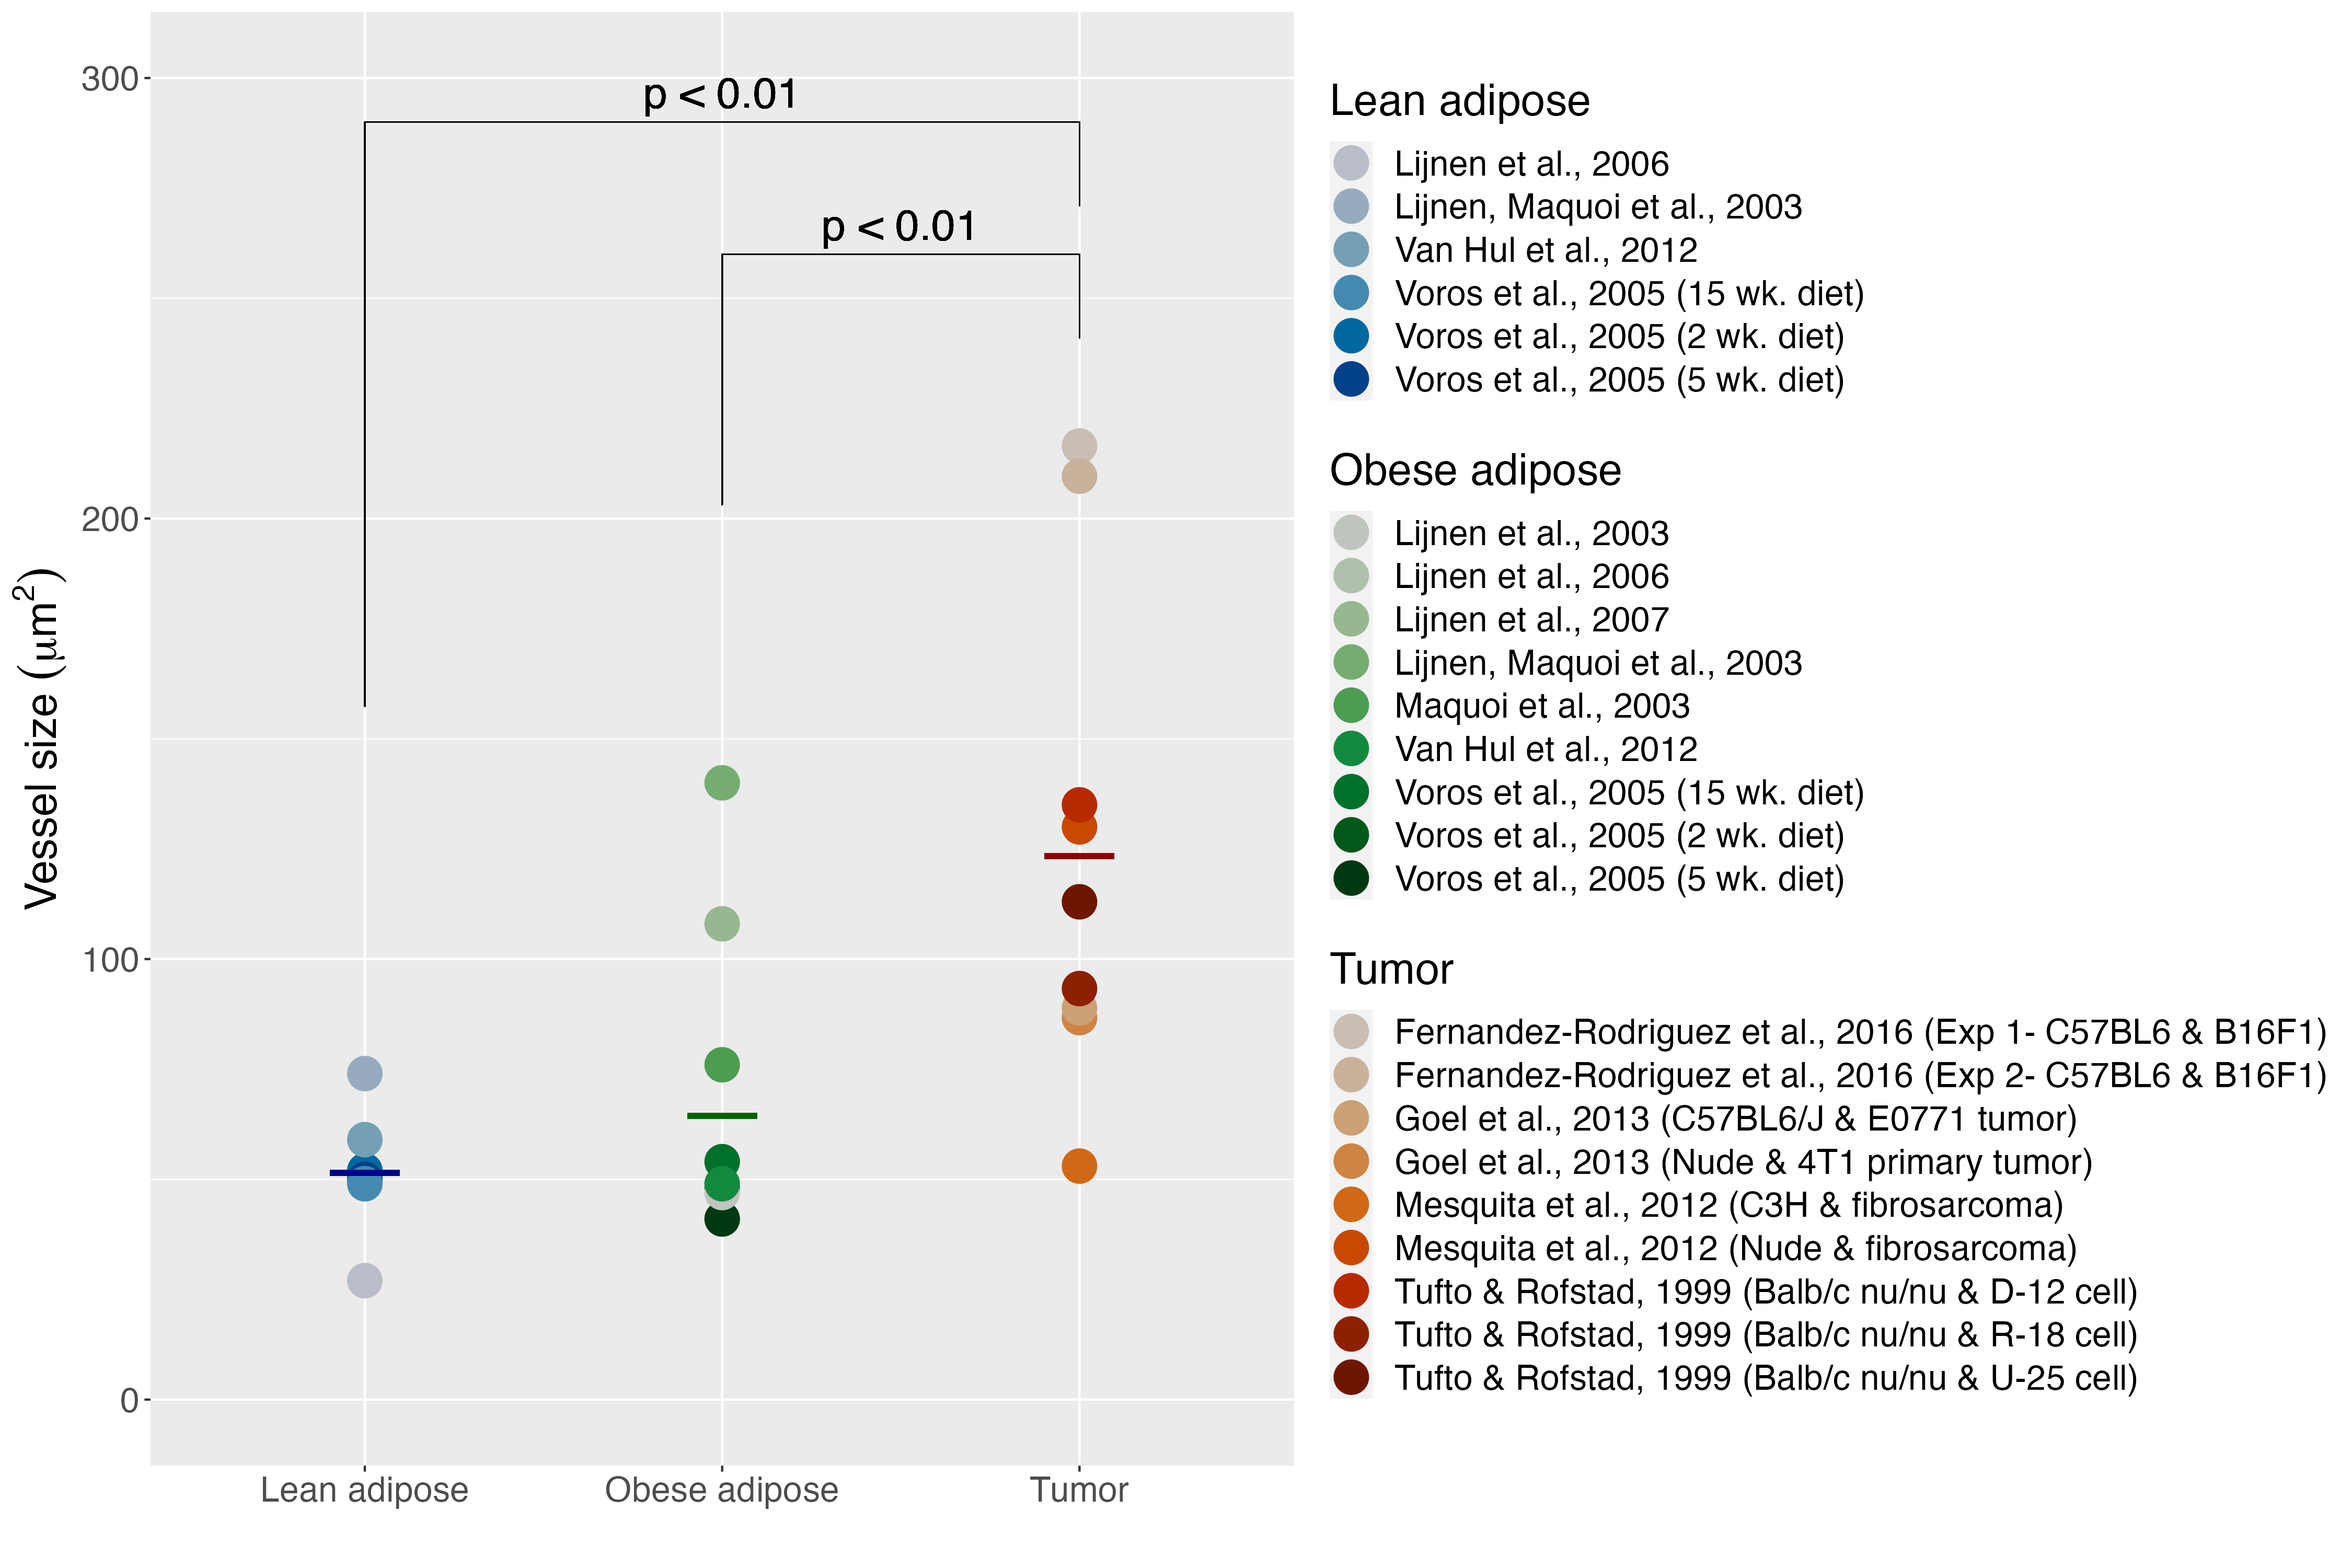 300
200
100
0
Vessel size (μm²)
p < 0.01
p < 0.01
Lean adipose
Obese adipose
Tumor
Lean adipose
Lijnen et al., 2006
Lijnen, Maquoi et al., 2003
Van Hul et al., 2012
Voros et al., 2005 (15 wk. diet)
Voros et al., 2005 (2 wk. diet)
Voros et al., 2005 (5 wk. diet)
Obese adipose
Lijnen et al., 2003
Lijnen et al., 2006
Lijnen et al., 2007
Lijnen, Maquoi et al., 2003
Maquoi et al., 2003
Van Hul et al., 2012
Voros et al., 2005 (15 wk. diet)
Voros et al., 2005 (2 wk. diet)
Voros et al., 2005 (5 wk. diet)
Tumor
Fernandez-Rodriguez et al., 2016 (Exp 1- C57BL6 & B16F1)
Fernandez-Rodriguez et al., 2016 (Exp 2- C57BL6 & B16F1)
Goel et al., 2013 (C57BL6/J & E0771 tumor)
Goel et al., 2013 (Nude & 4T1 primary tumor)
Mesquita et al., 2012 (C3H & fibrosarcoma)
Mesquita et al., 2012 (Nude & fibrosarcoma)
Tufto & Rofstad, 1999 (Balb/c nu/nu & D-12 cell)
Tufto & Rofstad, 1999 (Balb/c nu/nu & R-18 cell)
Tufto & Rofstad, 1999 (Balb/c nu/nu & U-25 cell)